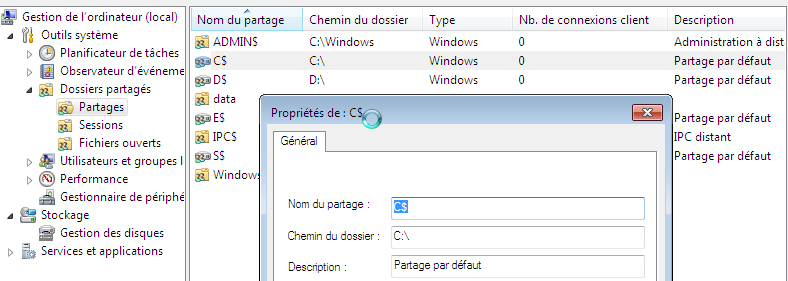 Gestion de l'ordinateur (local)
Outils système
Planificateur de tâches
Observateur d'événeme
Dossiers partagés
Partages
Sessions
Fichiers ouverts
Utilisateurs et groupes l
Performance
Gestionnaire de périphé
Stockage
Gestion des disques
Services et applications
Nom du partage Chemin du dossier Type Nb. de connexions client Description
ADMIN$ C:\Windows Windows 0 Administration à dist
C$ C:\ Windows 0 Partage par défaut
D$ D:\ Windows 0 Partage par défaut
data
E$ Partage par défaut
IPC$ IPC distant
S$ Partage par défaut
Window
Propriétés de : C$
Général
Nom du partage : C$
Chemin du dossier : C:\
Description : Partage par défaut